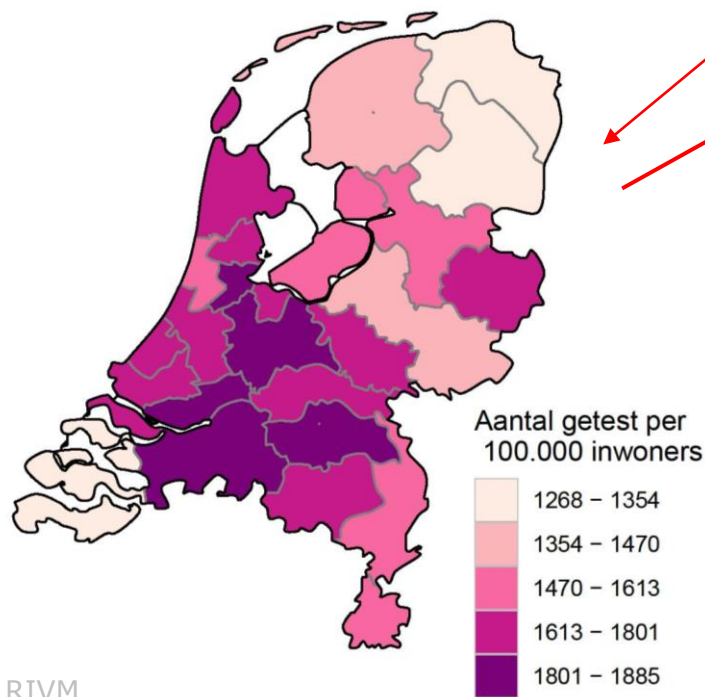 Aantal getest per
100.000 inwoners
1268 − 1354
1354 − 1470
1470 − 1613
1613 − 1801
1801 − 1885
RIVM